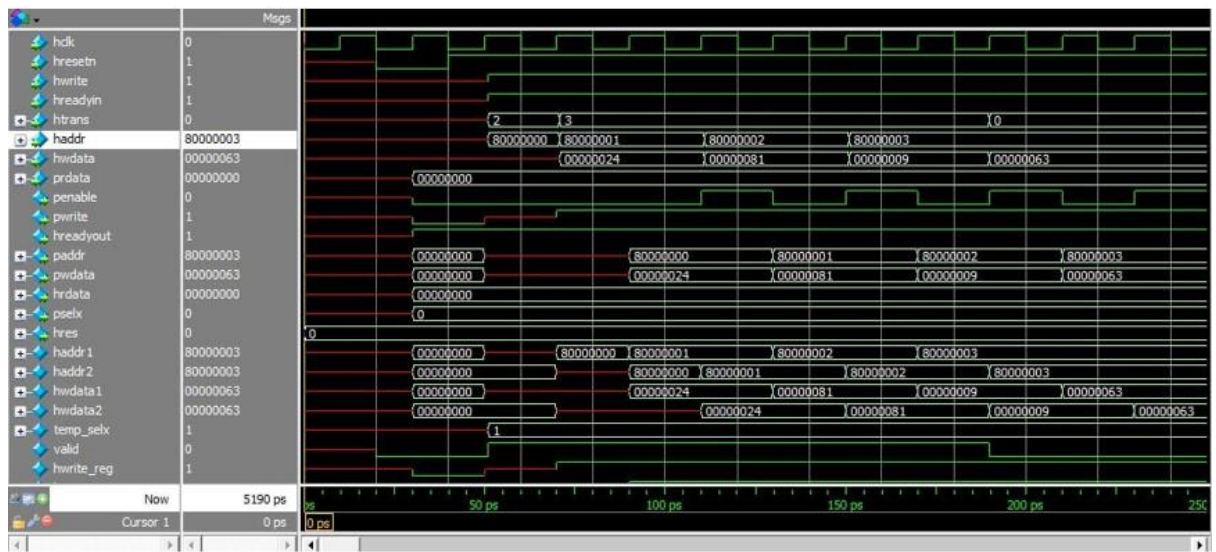 Msgs
hclk 0
hresetn 1
hwrite 1
hreadyin 1
htrans 0 2 3 0
haddr 80000003 80000000 80000001 80000002 80000003
hwdata 00000063 00000024 00000081 00000009 00000063
prdata 00000000 00000000
penable 0
pwrite 1
hreadyout 1
paddr 80000003 00000000 80000000 80000001 80000002 80000003
pwdata 00000063 00000000 00000024 00000081 00000009 00000063
hrdata 00000000 00000000
pselx 0 0
hres 0 0
haddr1 80000003 00000000 80000000 80000001 80000002 80000003
haddr2 80000003 00000000 80000000 80000001 80000002 80000003
hwdata1 00000063 00000000 00000024 00000081 00000009 00000063
hwdata2 00000063 00000000 00000024 00000081 00000009 00000063
temp_selx 1 1
valid 0
hwrite_reg 1
Now 5190 ps ps 50 ps 100 ps 150 ps 200 ps 250
Cursor 1 0 ps 0 ps